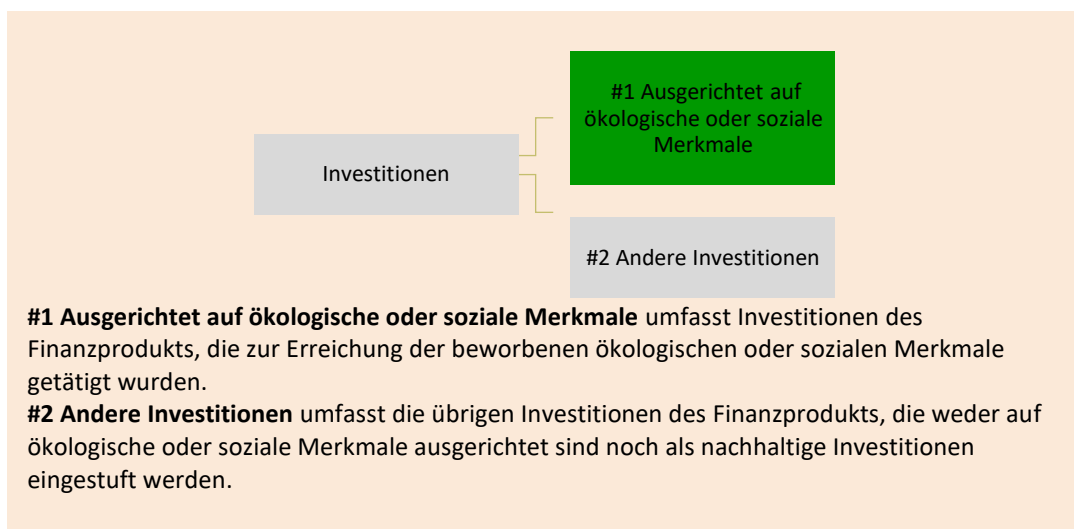 #1 Ausgerichtet auf
ökologische oder soziale
Merkmale
Investitionen
#2 Andere Investitionen
#1 Ausgerichtet auf ökologische oder soziale Merkmale umfasst Investitionen des
Finanzprodukts, die zur Erreichung der beworbenen ökologischen oder sozialen Merkmale
getätigt wurden.
#2 Andere Investitionen umfasst die übrigen Investitionen des Finanzprodukts, die weder auf
ökologische oder soziale Merkmale ausgerichtet sind noch als nachhaltige Investitionen
eingestuft werden.